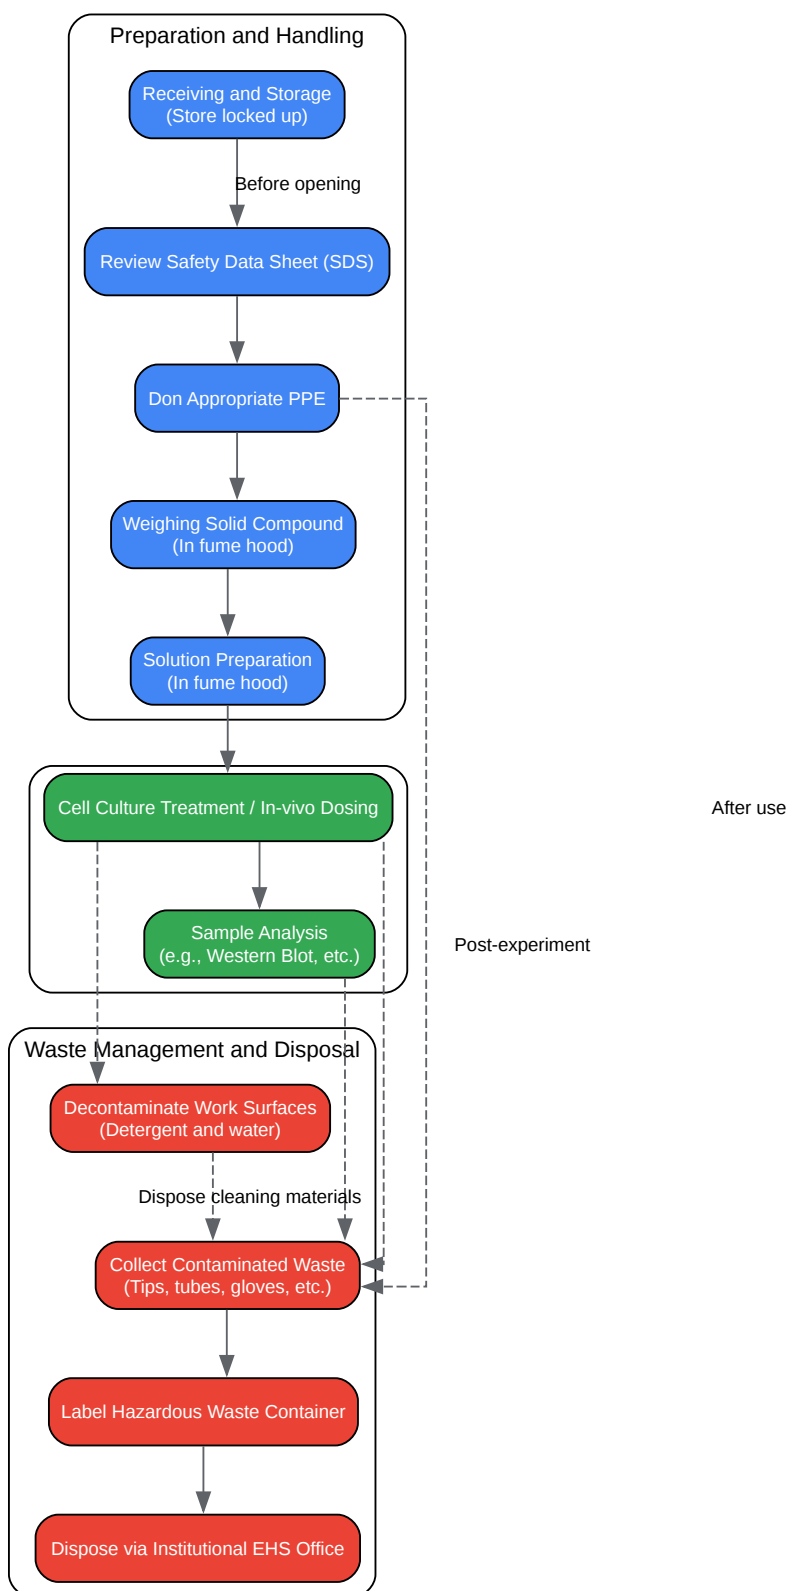 Preparation and Handling
Receiving and Storage
(Store locked up)
Before opening
Review Safety Data Sheet (SDS)
Don Appropriate PPE
Weighing Solid Compound
(In fume hood)
Solution Preparation
(In fume hood)
Cell Culture Treatment / In-vivo Dosing
After use
Sample Analysis
(e.g., Western Blot, etc.)
Post-experiment
Waste Management and Disposal
Decontaminate Work Surfaces
(Detergent and water)
Dispose cleaning materials
Collect Contaminated Waste
(Tips, tubes, gloves, etc.)
Label Hazardous Waste Container
Dispose via Institutional EHS Office